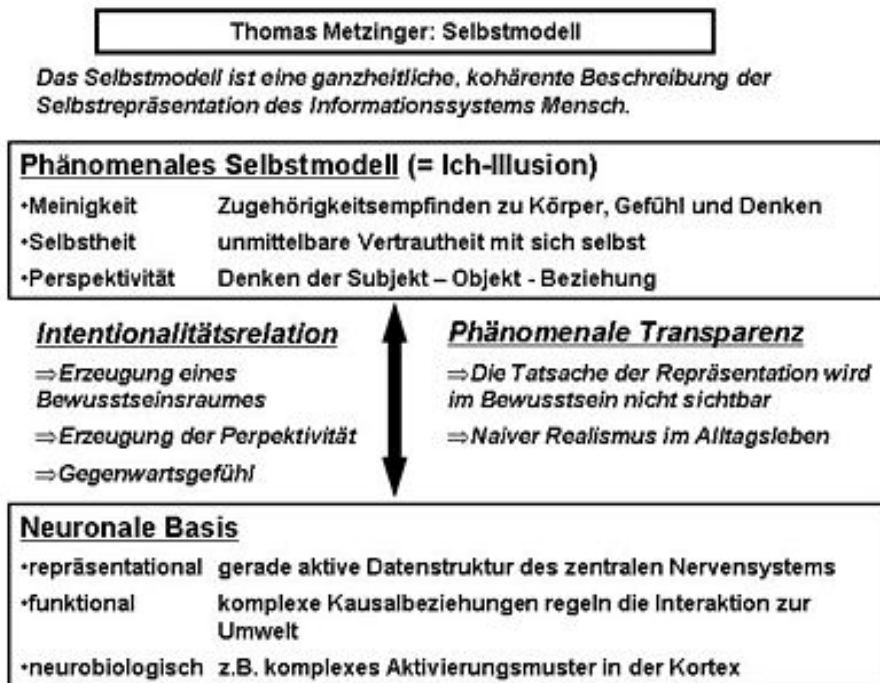 Thomas Metzinger: Selbstmodell
Das Selbstmodell ist eine ganzheitliche, kohärente Beschreibung der
Selbstrepräsentation des Informationssystems Mensch.
Phänomenales Selbstmodell (= Ich-Illusion)
•Meinigkeit Zugehörigkeitsempfinden zu Körper, Gefühl und Denken
•Selbstheit unmittelbare Vertrautheit mit sich selbst
•Perspektivität Denken der Subjekt – Objekt - Beziehung
Intentionalitätsrelation
⇒Erzeugung eines
Bewusstseinsraumes
⇒Erzeugung der Perpektivität
⇒Gegenwartsgefühl
Phänomenale Transparenz
⇒Die Tatsache der Repräsentation wird
im Bewusstsein nicht sichtbar
⇒Naiver Realismus im Alltagsleben
Neuronale Basis
•repräsentational gerade aktive Datenstruktur des zentralen Nervensystems
•funktional komplexe Kausalbeziehungen regeln die Interaktion zur
Umwelt
•neurobiologisch z.B. komplexes Aktivierungsmuster in der Kortex